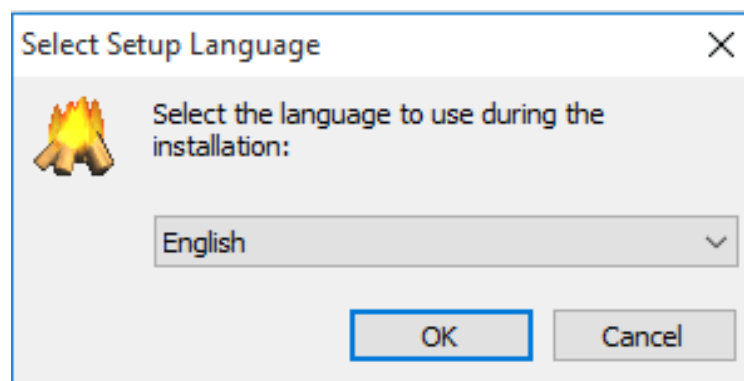 Select Setup Language
Select the language to use during the
installation:
English
OK
Cancel